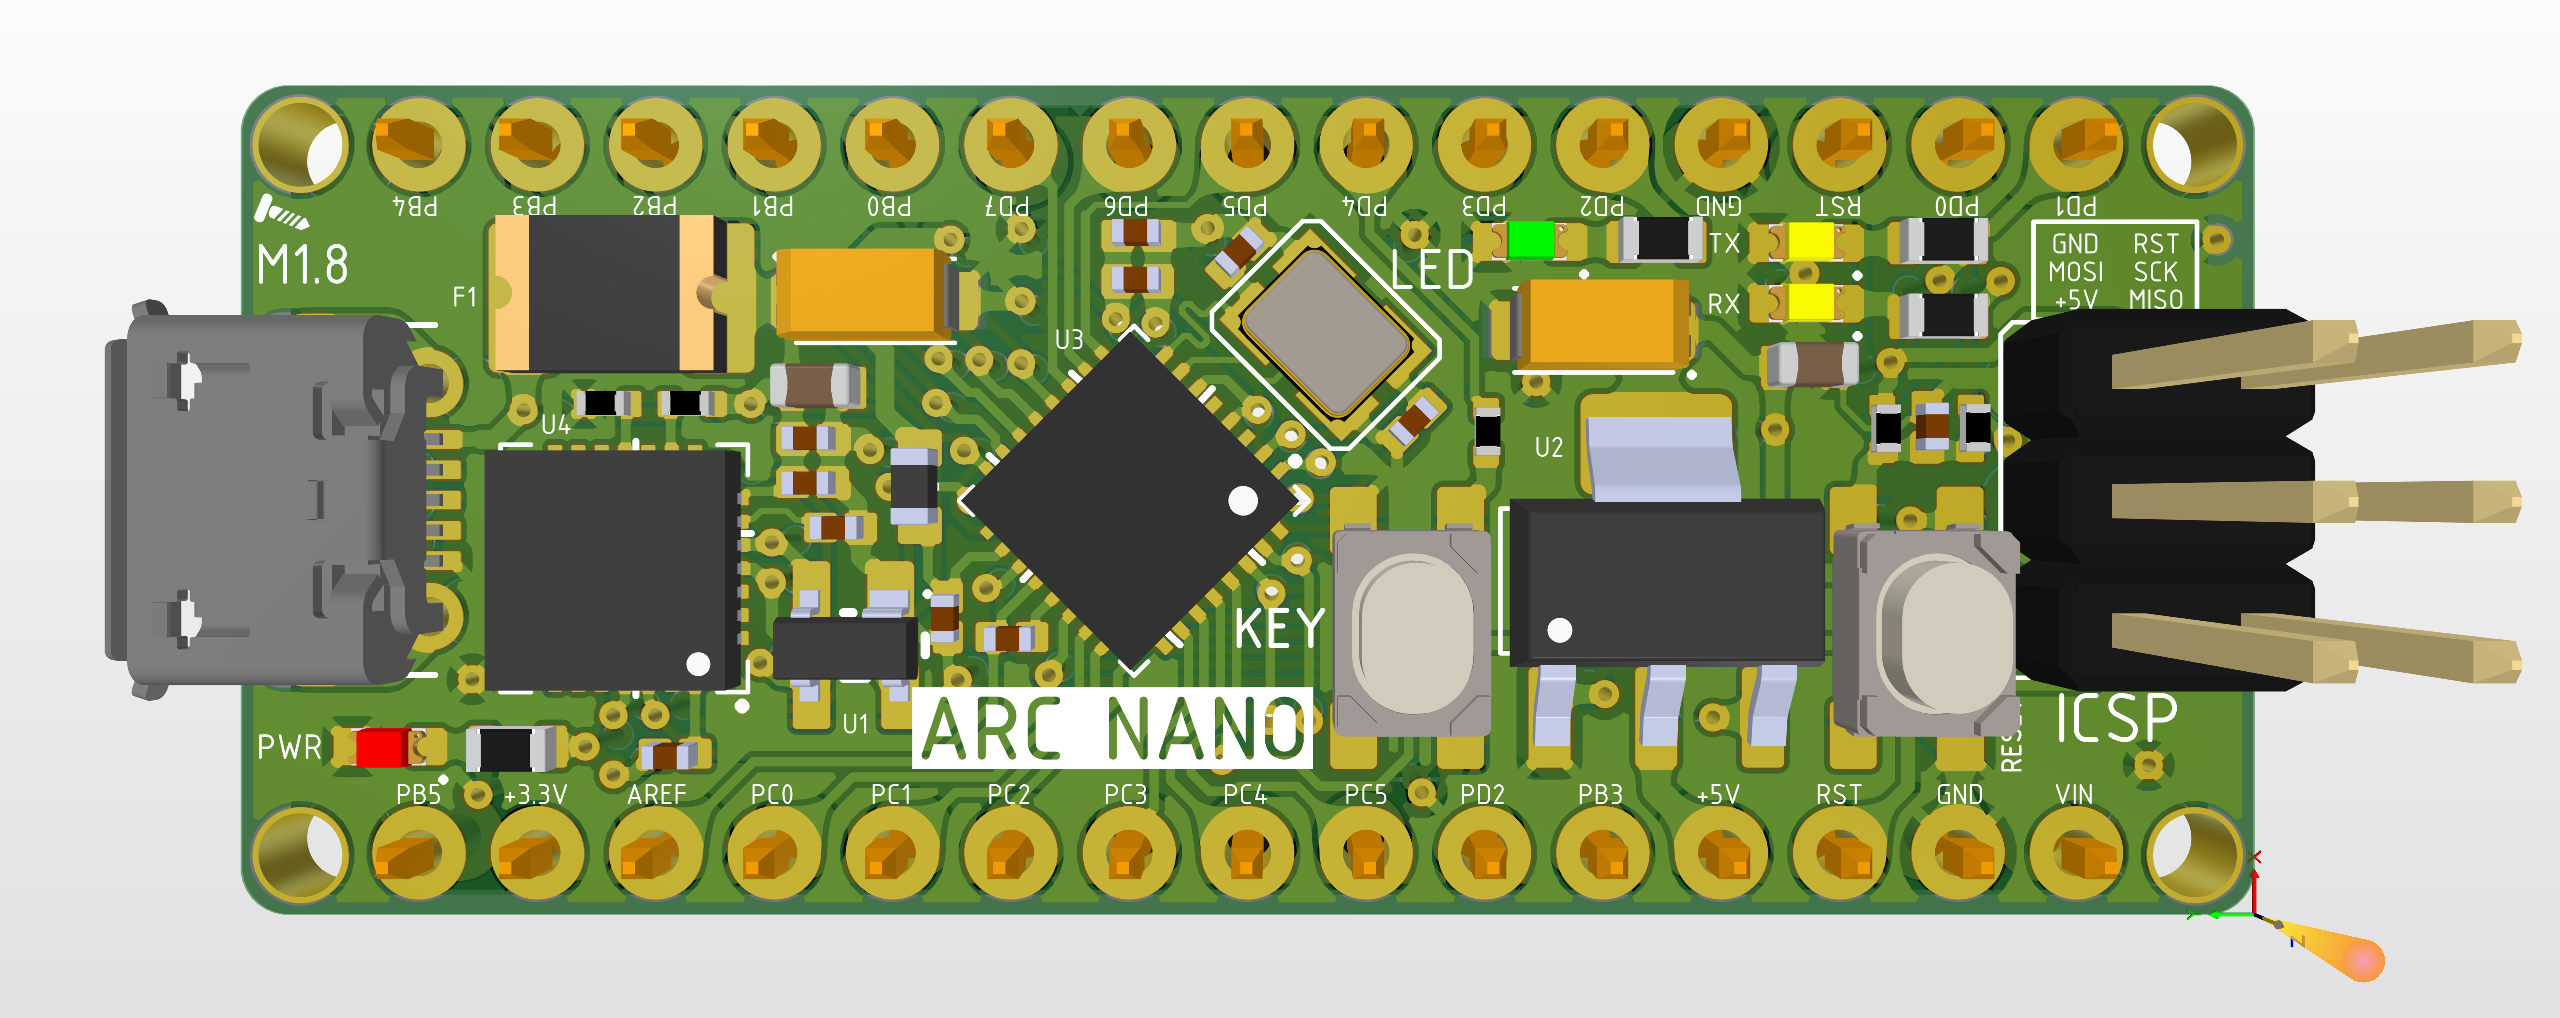 PB4 PB3 PB2 PB1 PB0 PD7 PD6 PD5 PD4 PD3 PD2 GND RST PD0 PD1
M1.8
F1
LED
TX
GND RST
MOSI SCK
+5V MISO
RX
U3
U4
U2
KEY
ARC NANO
U1
ICSP
PWR
PB5 +3.3V AREF PC0 PC1 PC2 PC3 PC4 PC5 PD2 PB3 +5V RST GND VIN